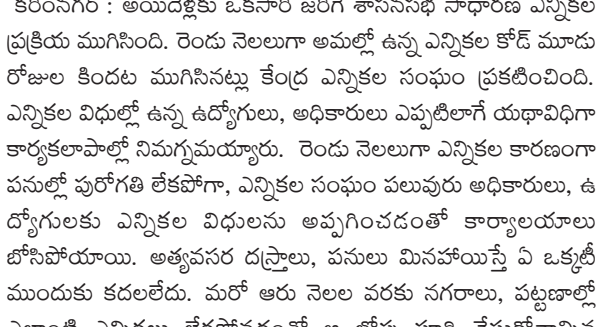 కరీంనగర్ : అయిదేళ్లకు ఒకసారి జరిగే శాసనసభ సాధారణ ఎన్నికల
ప్రక్రియ ముగిసింది. రెండు నెలలుగా అమల్లో ఉన్న ఎన్నికల కోడ్ మూడు
రోజుల కిందట ముగిసినట్లు కేంద్ర ఎన్నికల సంఘం ప్రకటించింది.
ఎన్నికల విధుల్లో ఉన్న ఉద్యోగులు, అధికారులు ఎప్పటిలాగే యథావిధిగా
కార్యకలాపాల్లో నిమగ్నమయ్యారు. రెండు నెలలుగా ఎన్నికల కారణంగా
పనుల్లో పురోగతి లేకపోగా, ఎన్నికల సంఘం పలువురు అధికారులు, ఉ
ద్యోగులకు ఎన్నికల విధులను అప్పగించడంతో కార్యాలయాలు
బోసిపోయాయి. అత్యవసర దస్త్రాలు, పనులు మినహాయిస్తే ఏ ఒక్కటీ
ముందుకు కదలలేదు. మరో ఆరు నెలల వరకు నగరాలు, పట్టణాల్లో